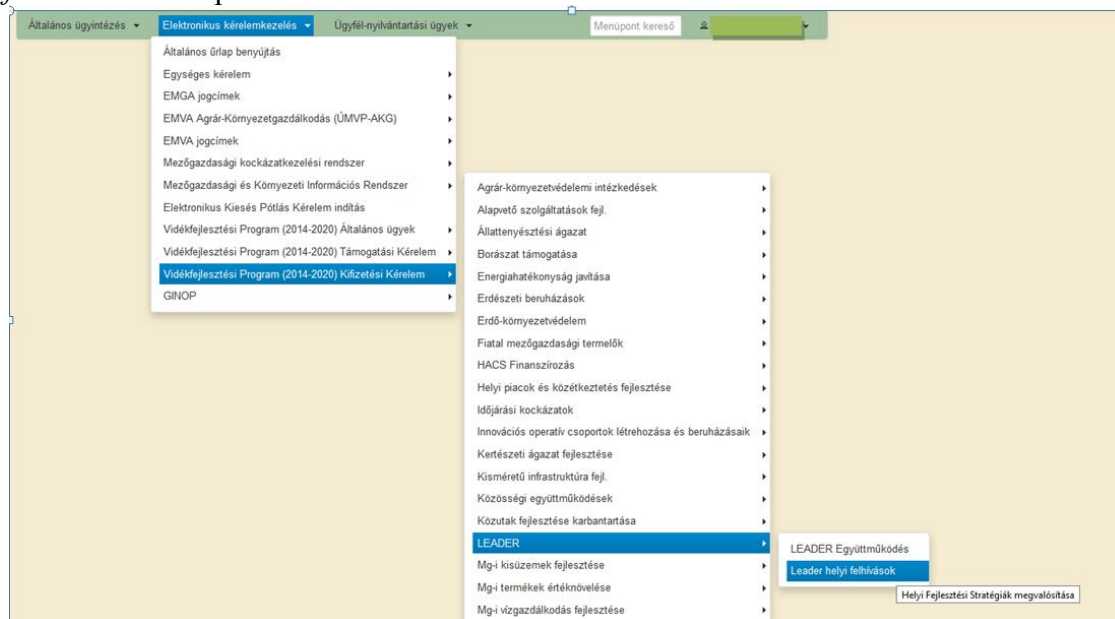 Általános ügyintézés Elektronikus kérelemkezelés Ügyfél-nyilvántartási ügyek Menüpont kereső
Általános űrlap benyújtás
Egységes kérelem
EMGA jogcímek
EMVA Agrár-Környezetgazdálkodás (ÚMVP-AKG)
EMVA jogcímek
Mezőgazdasági kockázatkezelési rendszer
Mezőgazdasági és Környezeti Információs Rendszer
Elektronikus Kiesés Pótlás Kérelem indítás
Vidékfejlesztési Program (2014-2020) Általános ügyek
Vidékfejlesztési Program (2014-2020) Támogatási Kérelem
Vidékfejlesztési Program (2014-2020) Kifizetési Kérelem
GINOP
Agrár-környezetvédelemi intézkedések
Alapvető szolgáltatások fejl.
Állattenyésztési ágazat
Borászat támogatása
Energiahatékonyság javítása
Erdészeti beruházások
Erdő-környezetvédelem
Fiatal mezőgazdasági termelők
HACS Finanszírozás
Helyi piacok és közétkeztetés fejlesztése
Időjárási kockázatok
Innovációs operatív csoportok létrehozása és beruházásaik
Kertészeti ágazat fejlesztése
Kisméretű infrastruktúra fejl.
Közösségi együttműködések
Közutak fejlesztése karbantartása
LEADER
Mg-i kisüzemek fejlesztése
Mg-i termékek értéknövelése
Mg-i vízgazdálkodás fejlesztése
LEADER Együttműködés
Leader helyi felhívások
Helyi Fejlesztési Stratégiák megvalósítása